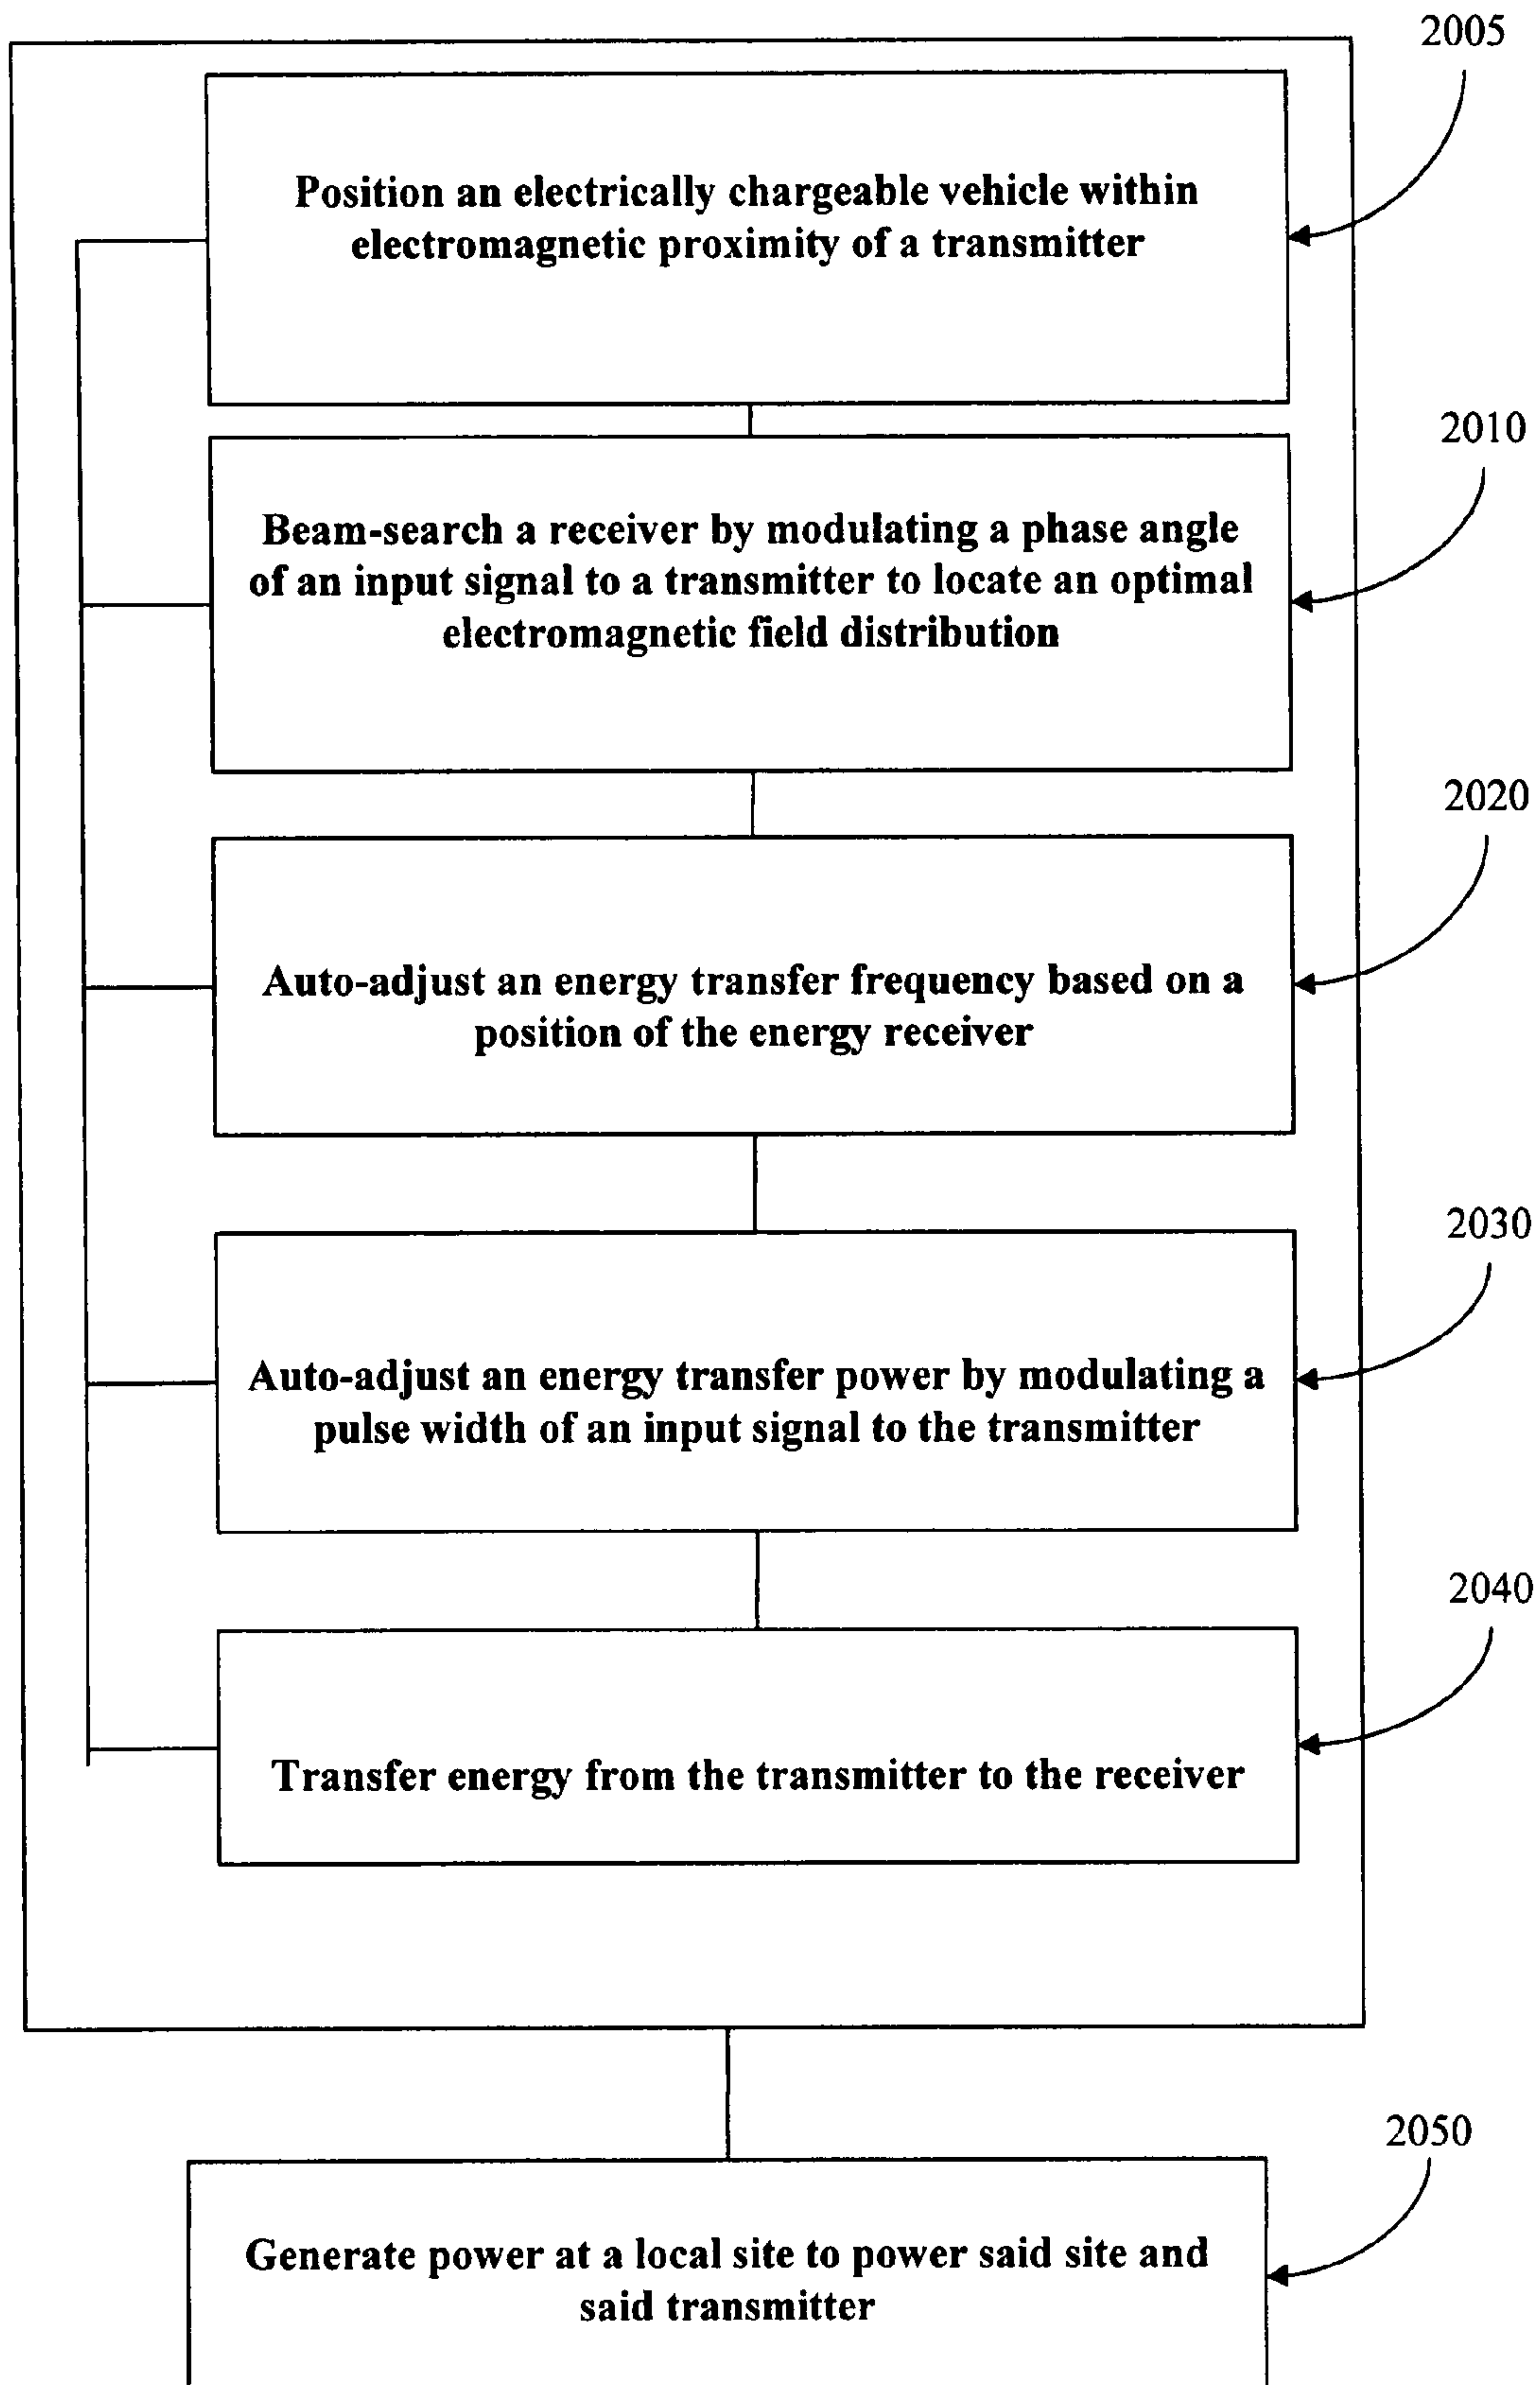 2005
Position an electrically chargeable vehicle within
electromagnetic proximity of a transmitter
2010
Beam-search a receiver by modulating a phase angle
of an input signal to a transmitter to locate an optimal
electromagnetic field distribution
2020
Auto-adjust an energy transfer frequency based on a
position of the energy receiver
2030
Auto-adjust an energy transfer power by modulating a
pulse width of an input signal to the transmitter
2040
Transfer energy from the transmitter to the receiver
2050
Generate power at a local site to power said site and
said transmitter